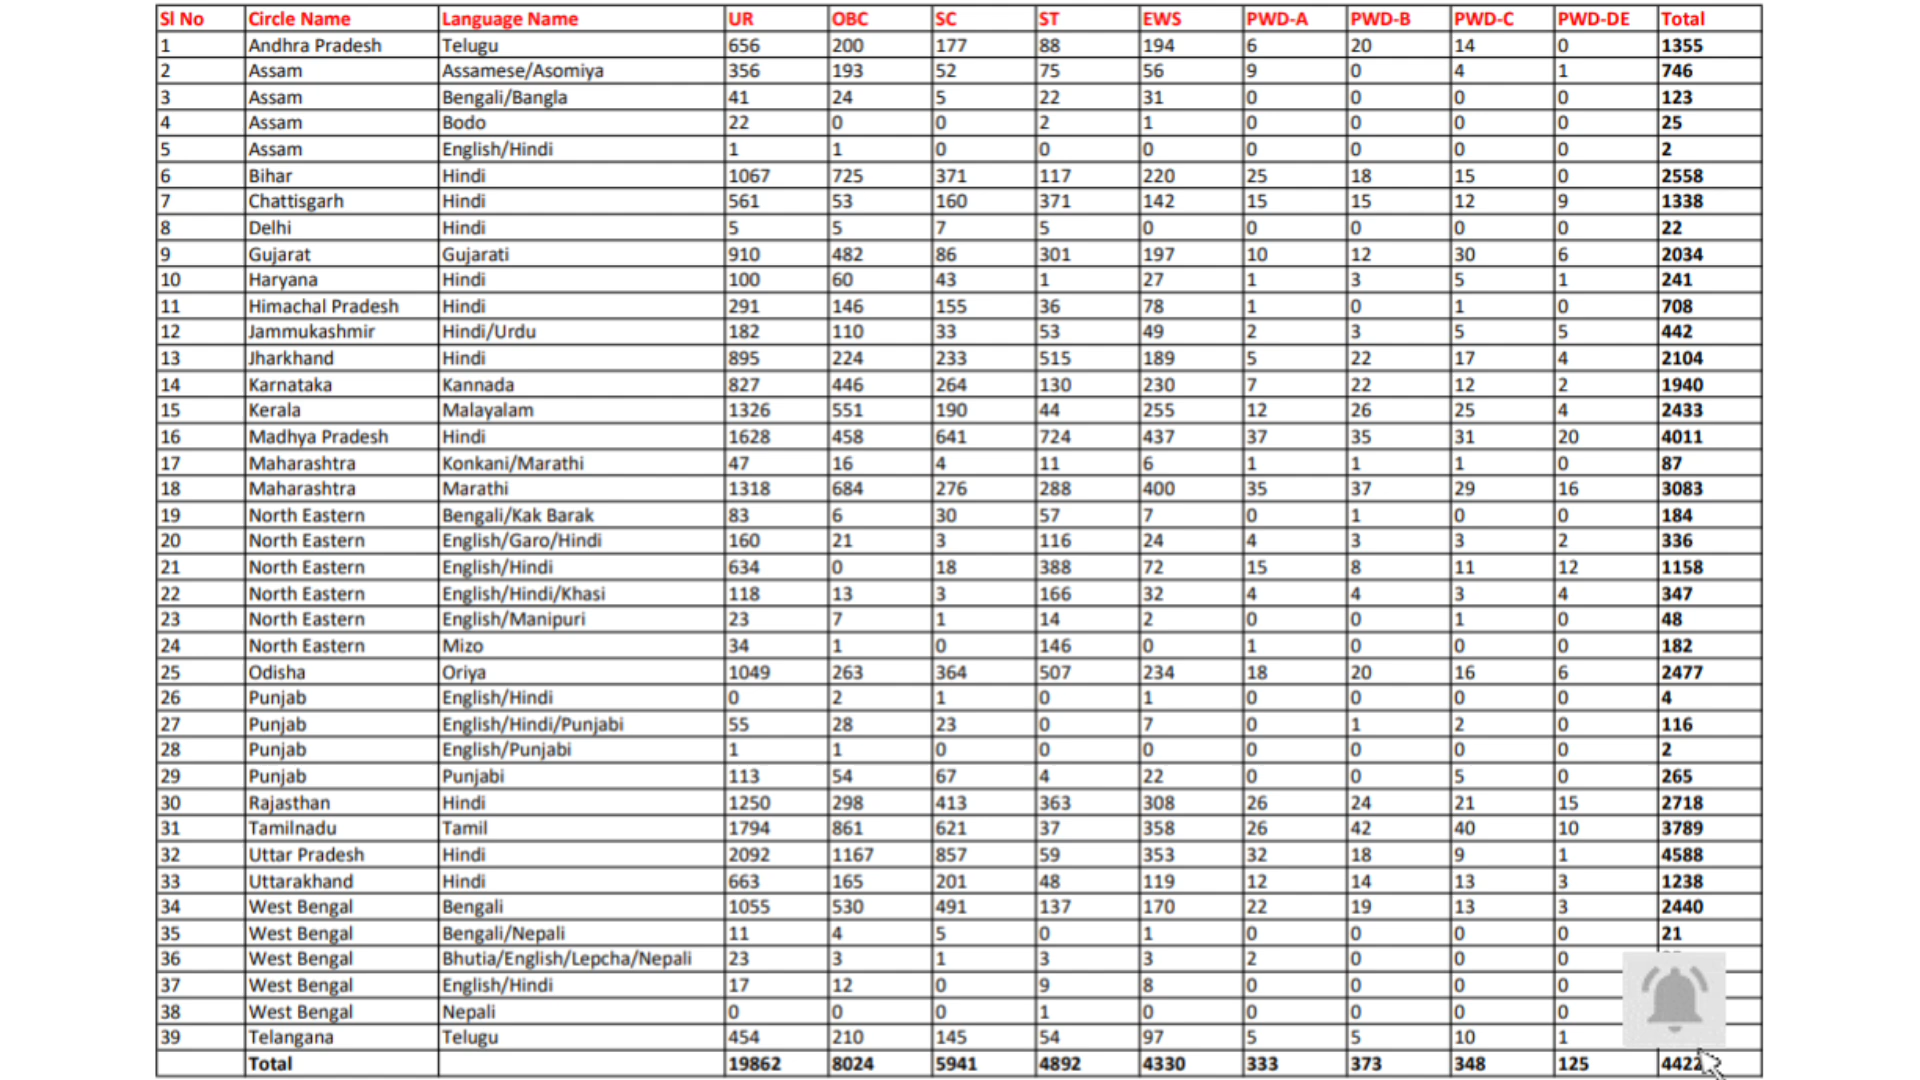 Sl No Circle Name Language Name UR OBC SC ST EWS PWD-A PWD-B PWD-C PWD-DE Total
1 Andhra Pradesh Telugu 656 200 177 88 194 6 20 14 0 1355
2 Assam Assamese/Asomiya 356 193 52 75 56 9 0 4 1 746
3 Assam Bengali/Bangla 41 24 5 22 31 0 0 0 0 123
4 Assam Bodo 22 0 0 2 1 0 0 0 0 25
5 Assam English/Hindi 1 1 0 0 0 0 0 0 0 2
6 Bihar Hindi 1067 725 371 117 220 25 18 15 0 2558
7 Chattisgarh Hindi 561 53 160 371 142 15 15 12 9 1338
8 Delhi Hindi 5 5 7 5 0 0 0 0 0 22
9 Gujarat Gujarati 910 482 86 301 197 10 12 30 6 2034
10 Haryana Hindi 100 60 43 1 27 1 3 5 1 241
11 Himachal Pradesh Hindi 291 146 155 36 78 1 0 1 0 708
12 Jammukashmir Hindi/Urdu 182 110 33 53 49 2 3 5 5 442
13 Jharkhand Hindi 895 224 233 515 189 5 22 17 4 2104
14 Karnataka Kannada 827 446 264 130 230 7 22 12 2 1940
15 Kerala Malayalam 1326 551 190 44 255 12 26 25 4 2433
16 Madhya Pradesh Hindi 1628 458 641 724 437 37 35 31 20 4011
17 Maharashtra Konkani/Marathi 47 16 4 11 6 1 1 1 0 87
18 Maharashtra Marathi 1318 684 276 288 400 35 37 29 16 3083
19 North Eastern Bengali/Kak Barak 83 6 30 57 7 0 1 0 0 184
20 North Eastern English/Garo/Hindi 160 21 3 116 24 4 3 3 2 336
21 North Eastern English/Hindi 634 0 18 388 72 15 8 11 12 1158
22 North Eastern English/Hindi/Khasi 118 13 3 166 32 4 4 3 4 347
23 North Eastern English/Manipuri 23 7 1 14 2 0 0 1 0 48
24 North Eastern Mizo 34 1 0 146 0 1 0 0 0 182
25 Odisha Oriya 1049 263 364 507 234 18 20 16 6 2477
26 Punjab English/Hindi 0 2 1 0 1 0 0 0 0 4
27 Punjab English/Hindi/Punjabi 55 28 23 0 7 0 1 2 0 116
28 Punjab English/Punjabi 1 1 0 0 0 0 0 0 0 2
29 Punjab Punjabi 113 54 67 4 22 0 0 5 0 265
30 Rajasthan Hindi 1250 298 413 363 308 26 24 21 15 2718
31 Tamilnadu Tamil 1794 861 621 37 358 26 42 40 10 3789
32 Uttar Pradesh Hindi 2092 1167 857 59 353 32 18 9 1 4588
33 Uttarakhand Hindi 663 165 201 48 119 12 14 13 3 1238
34 West Bengal Bengali 1055 530 491 137 170 22 19 13 3 2440
35 West Bengal Bengali/Nepali 11 4 5 0 1 0 0 0 0 21
36 West Bengal Bhutia/English/Lepcha/Nepali 23 3 1 3 3 2 0 0 0
37 West Bengal English/Hindi 17 12 0 9 8 0 0 0 0
38 West Bengal Nepali 0 0 0 1 0 0 0 0 0
39 Telangana Telugu 454 210 145 54 97 5 5 10 1
Total 19862 8024 5941 4892 4330 333 373 348 125